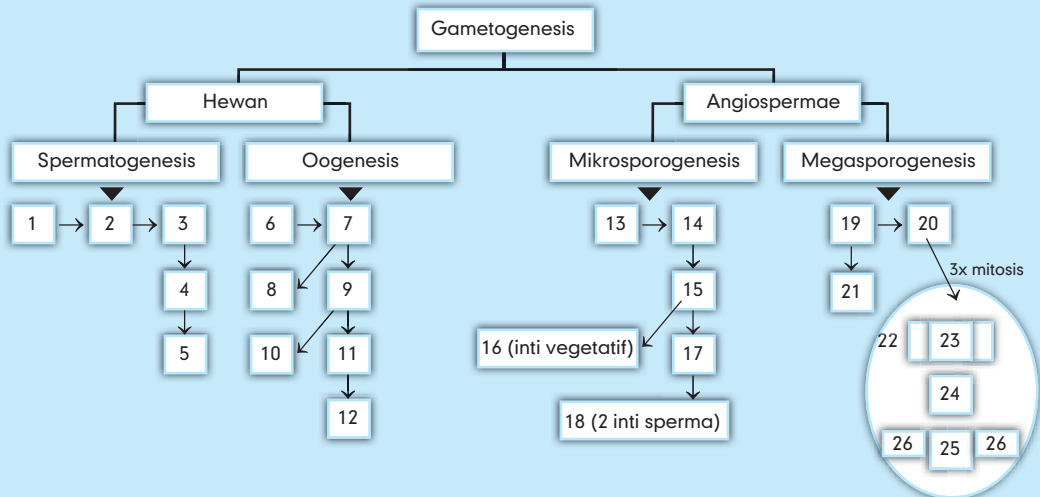 Gametogenesis
Hewan
Angiospermae
Spermatogenesis
Oogenesis
Mikrosporogenesis
Megasporogenesis
1
2
3
4
5
6
7
8
9
10
11
12
13
14
15
16 (inti vegetatif)
17
18 (2 inti sperma)
19
20
3x mitosis
21
22
23
24
26
25
26